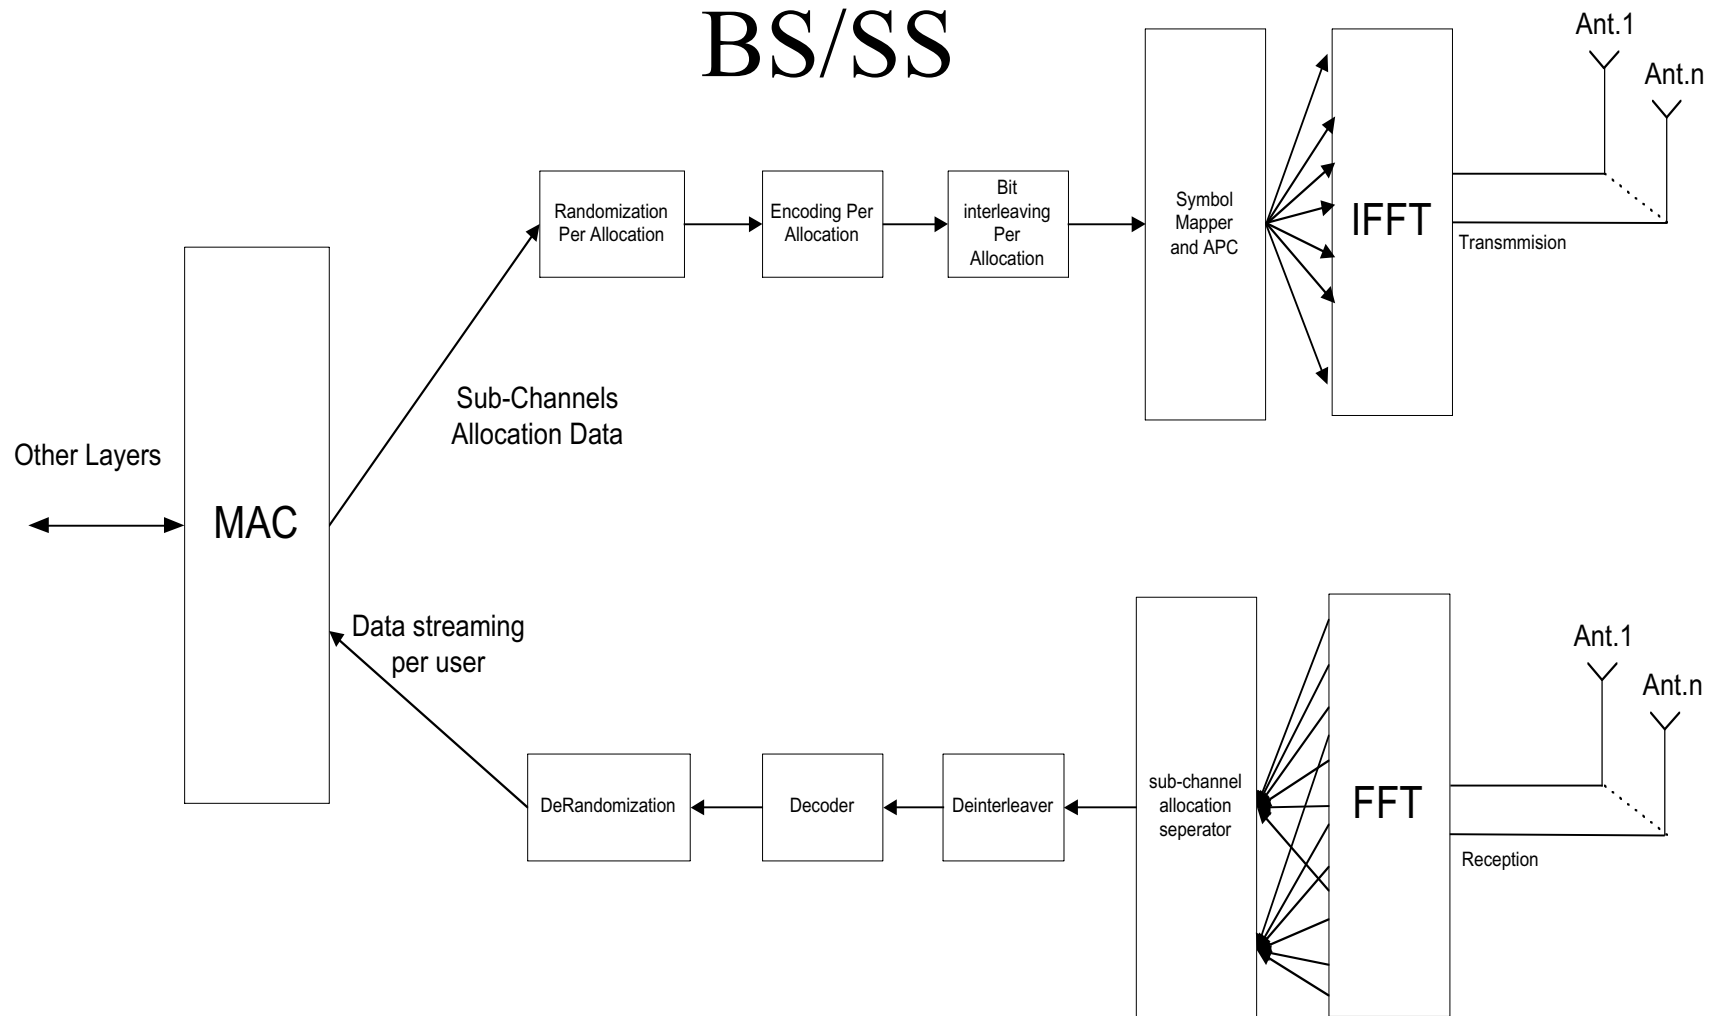 BS/SS
Ant.1
Ant.n
Randomization
Per Allocation
Encoding Per
Allocation
Bit
interleaving
Per
Allocation
Symbol
Mapper
and APC
IFFT
Transmmision
Sub-Channels
Allocation Data
Other Layers
MAC
Data streaming
per user
DeRandomization
Decoder
Deinterleaver
sub-channel
allocation
seperator
FFT
Ant.1
Ant.n
Reception